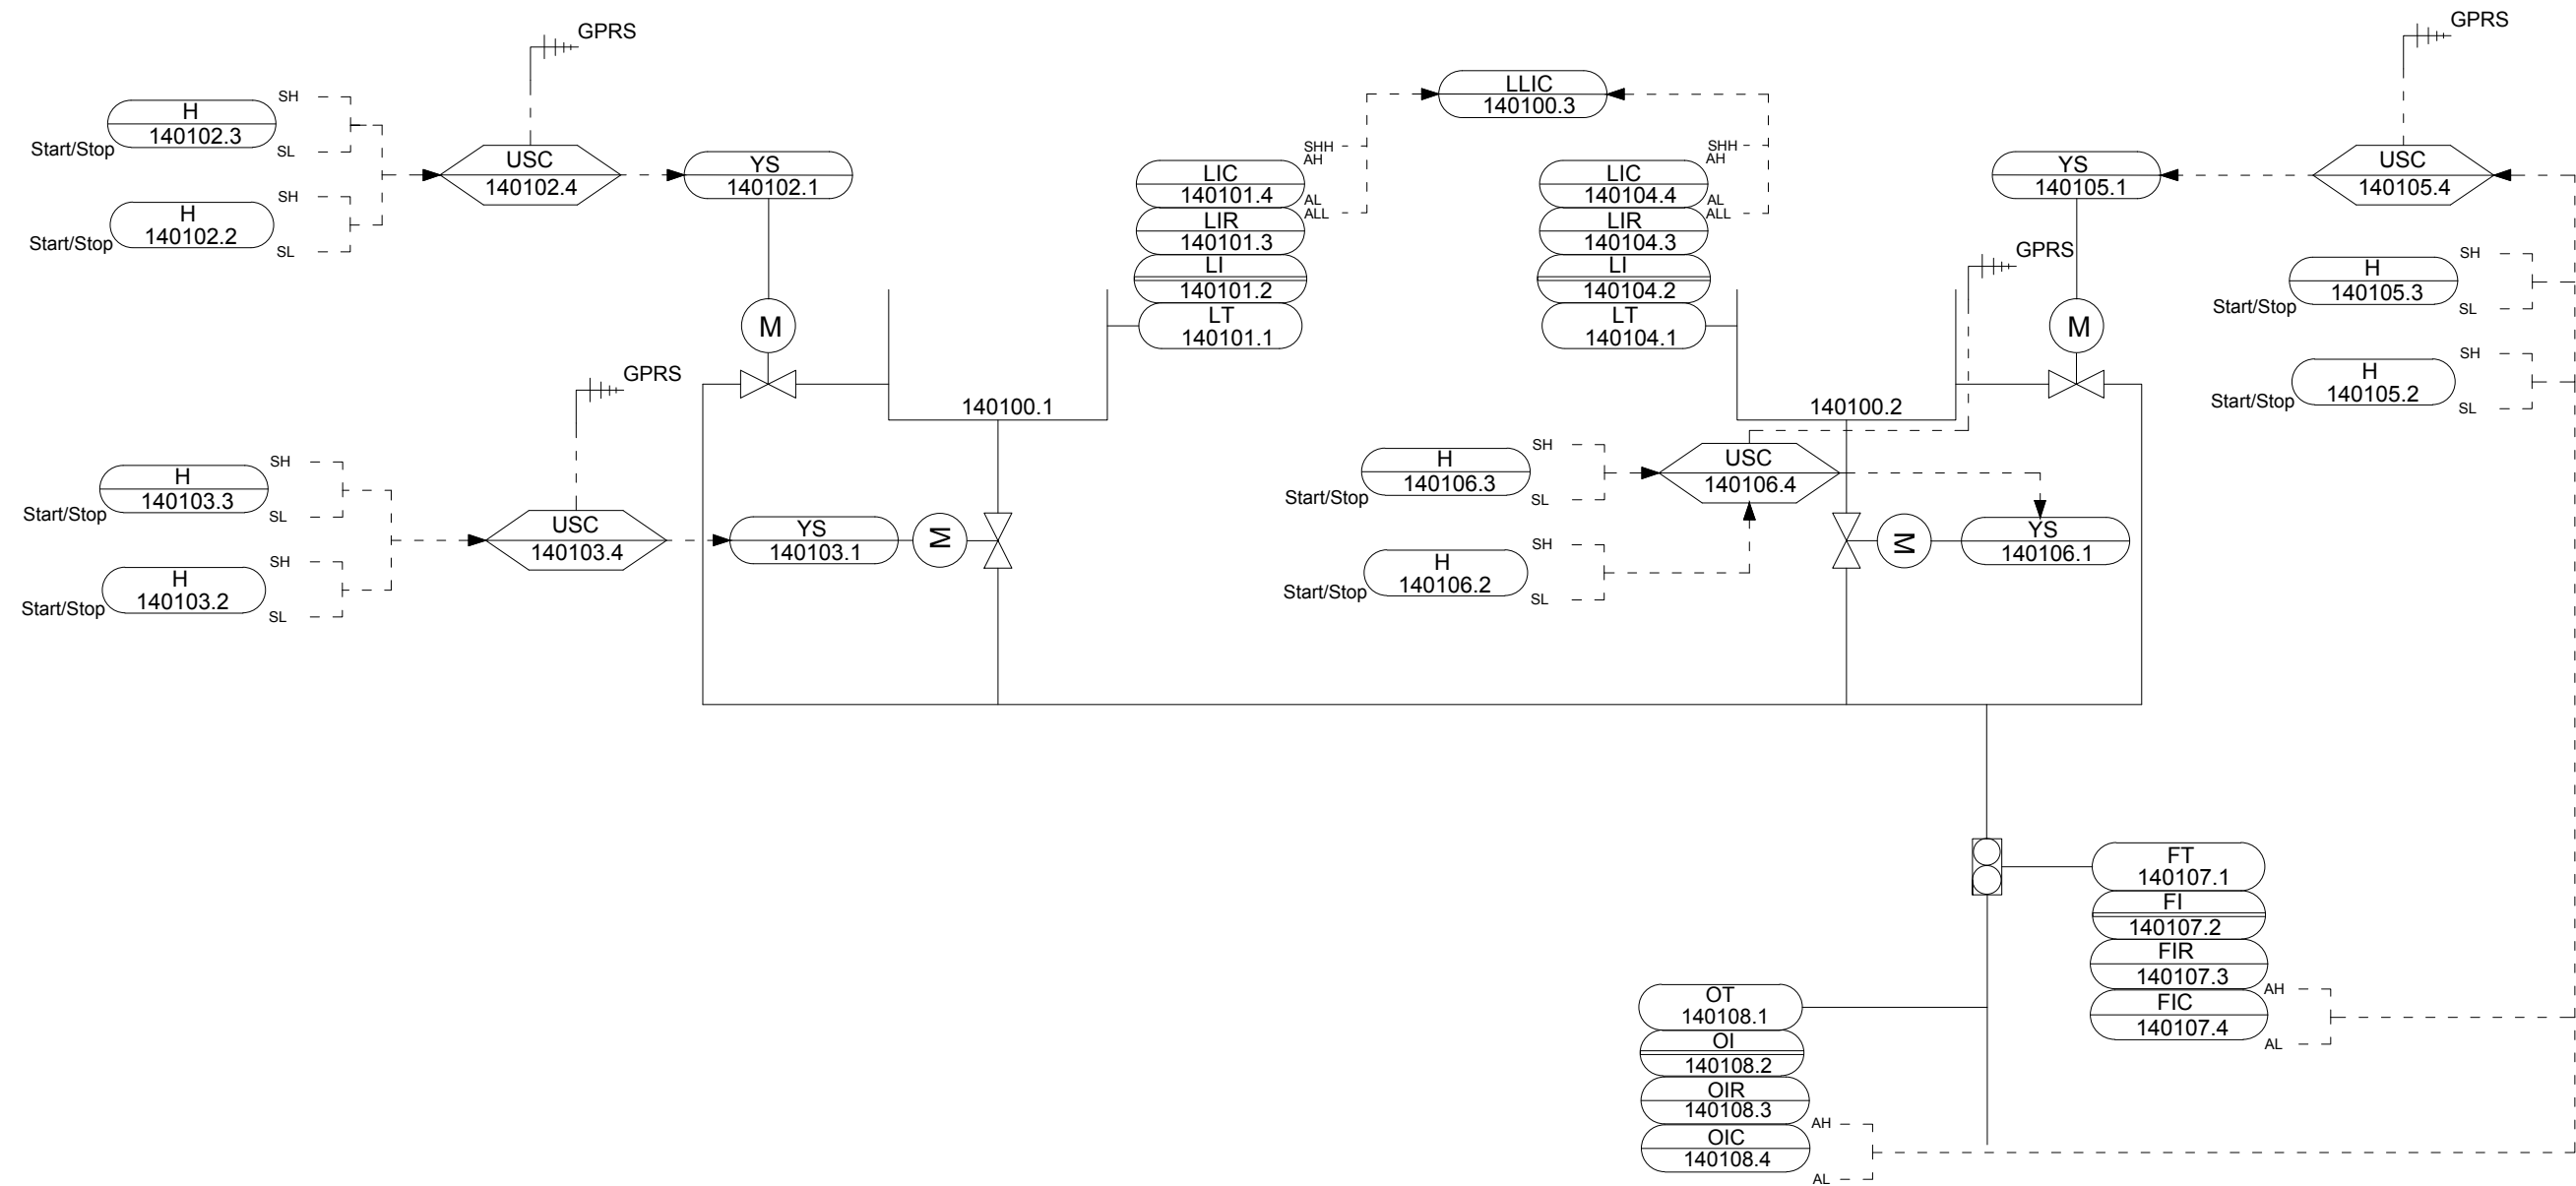 GPRS
SH
H
140102.3
Start/Stop
SL
SH
H
140102.2
Start/Stop
SL
USC
140102.4
YS
140102.1
M
GPRS
SH
H
140103.3
Start/Stop
SL
SH
H
140103.2
Start/Stop
SL
USC
140103.4
YS
140103.1
M
140100.1
LLIC
140100.3
SHH
AH
LIC
140101.4
AL
ALL
LIR
140101.3
LI
140101.2
LT
140101.1
SHH
AH
LIC
140104.4
AL
ALL
LIR
140104.3
LI
140104.2
LT
140104.1
140100.2
GPRS
SH
H
140106.3
Start/Stop
SL
SH
H
140106.2
Start/Stop
SL
USC
140106.4
M
YS
140106.1
GPRS
YS
140105.1
USC
140105.4
M
SH
H
140105.3
Start/Stop
SL
SH
H
140105.2
Start/Stop
SL
FT
140107.1
FI
140107.2
FIR
140107.3
AH
FIC
140107.4
AL
OT
140108.1
OI
140108.2
OIR
140108.3
AH
OIC
140108.4
AL